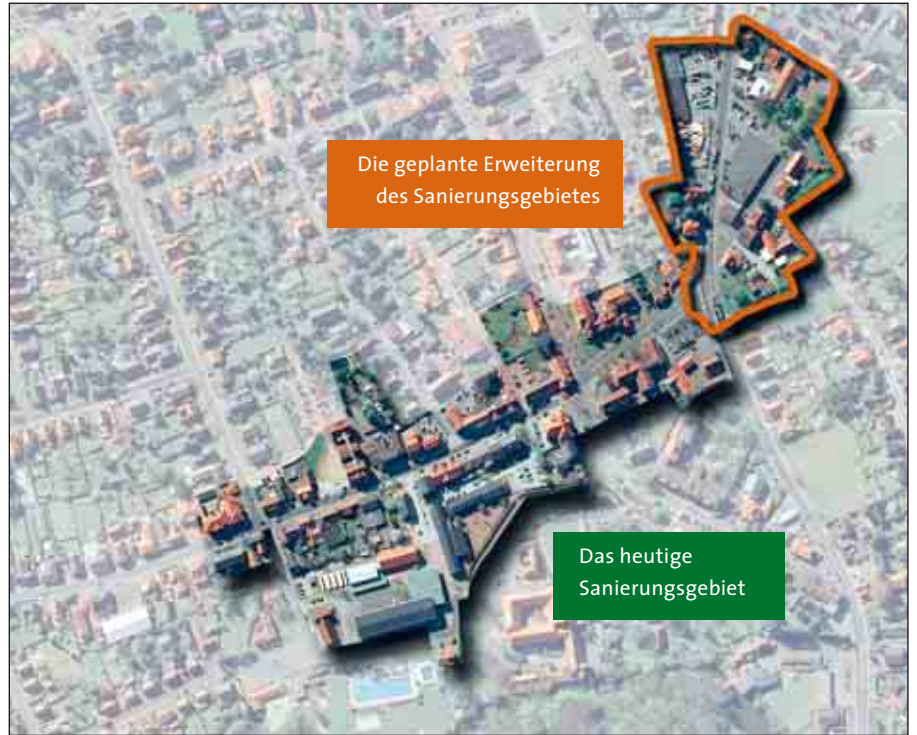 Die geplante Erweiterung
des Sanierungsgebietes
Das heutige
Sanierungsgebiet